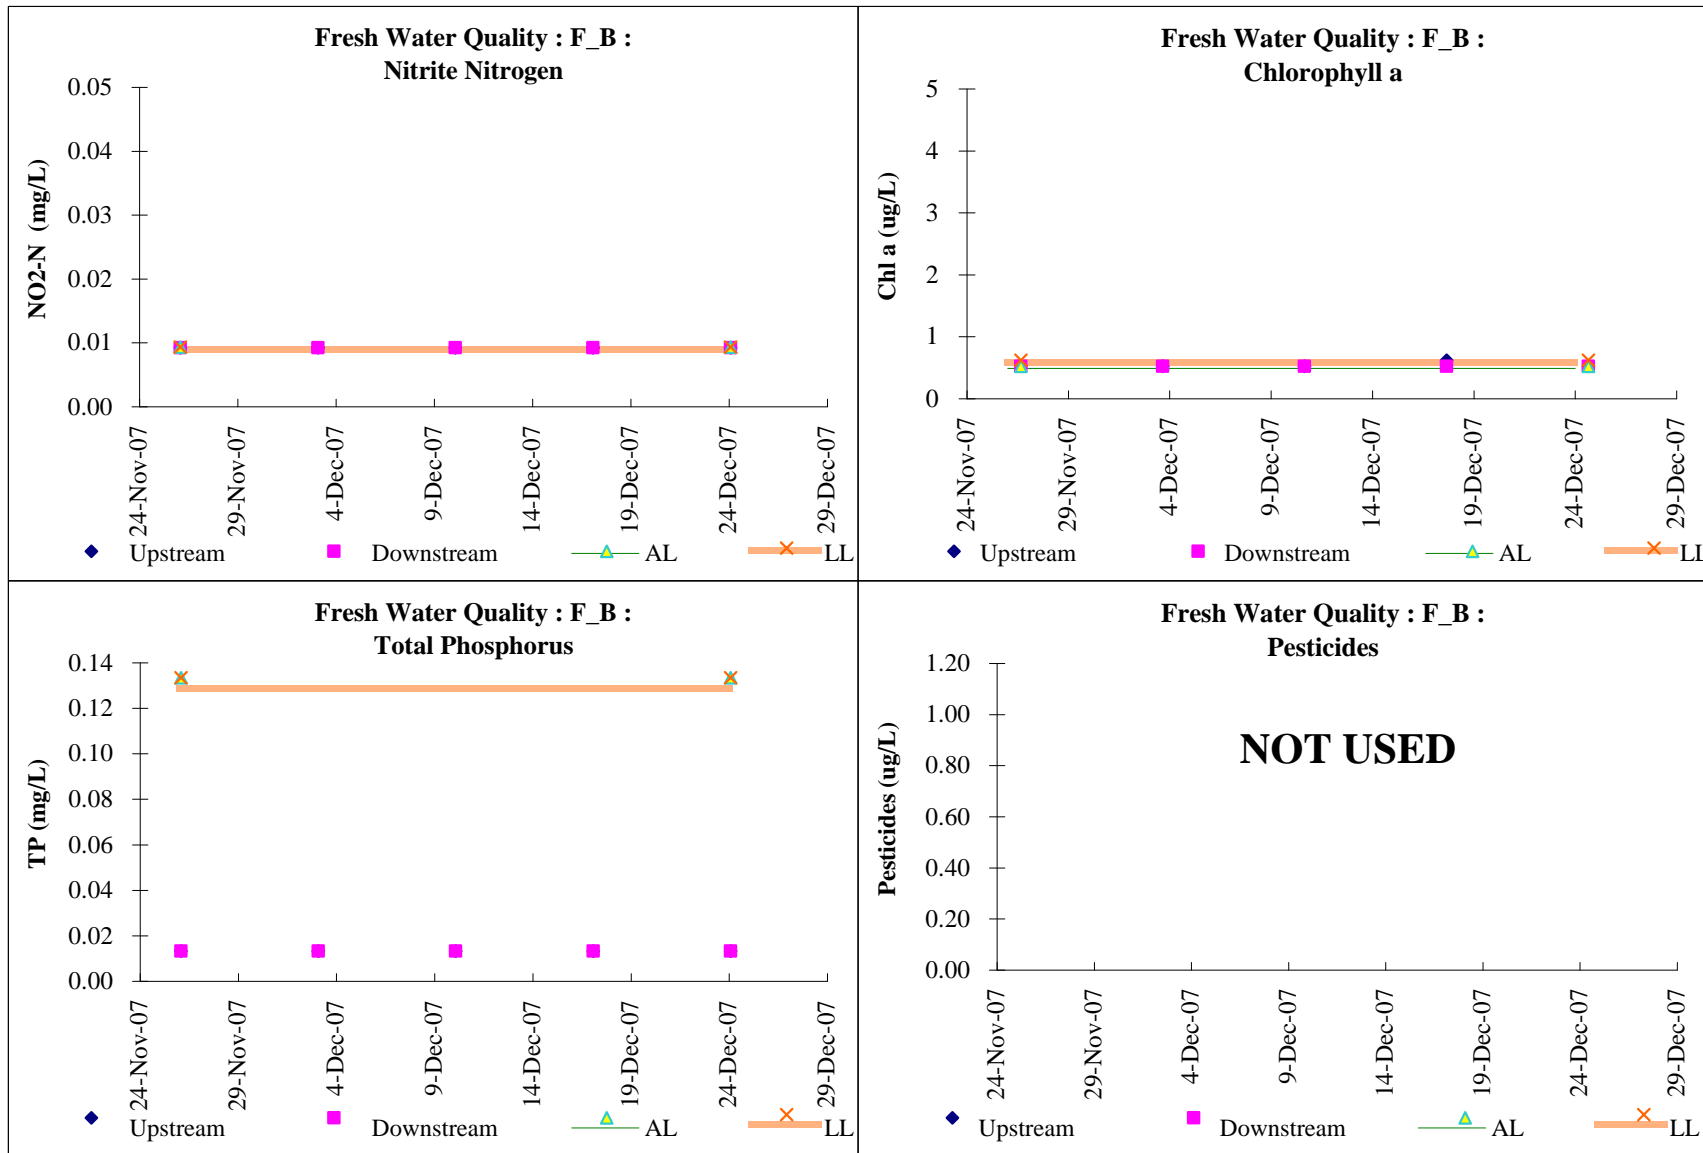 Fresh Water Quality : F_B :
Nitrite Nitrogen
NO2-N (mg/L)
0.05
0.04
0.03
0.02
0.01
0.00
24-Nov-07
29-Nov-07
4-Dec-07
9-Dec-07
14-Dec-07
19-Dec-07
24-Dec-07
29-Dec-07
Upstream Downstream AL LL
Fresh Water Quality : F_B :
Chlorophyll a
Chl a (ug/L)
5
4
3
2
1
0
24-Nov-07
29-Nov-07
4-Dec-07
9-Dec-07
14-Dec-07
19-Dec-07
24-Dec-07
29-Dec-07
Upstream Downstream AL LL
Fresh Water Quality : F_B :
Total Phosphorus
TP (mg/L)
0.14
0.12
0.10
0.08
0.06
0.04
0.02
0.00
24-Nov-07
29-Nov-07
4-Dec-07
9-Dec-07
14-Dec-07
19-Dec-07
24-Dec-07
29-Dec-07
Upstream Downstream AL LL
Fresh Water Quality : F_B :
Pesticides
Pesticides (ug/L)
1.20
1.00
0.80
0.60
0.40
0.20
0.00
NOT USED
24-Nov-07
29-Nov-07
4-Dec-07
9-Dec-07
14-Dec-07
19-Dec-07
24-Dec-07
29-Dec-07
Upstream Downstream AL LL